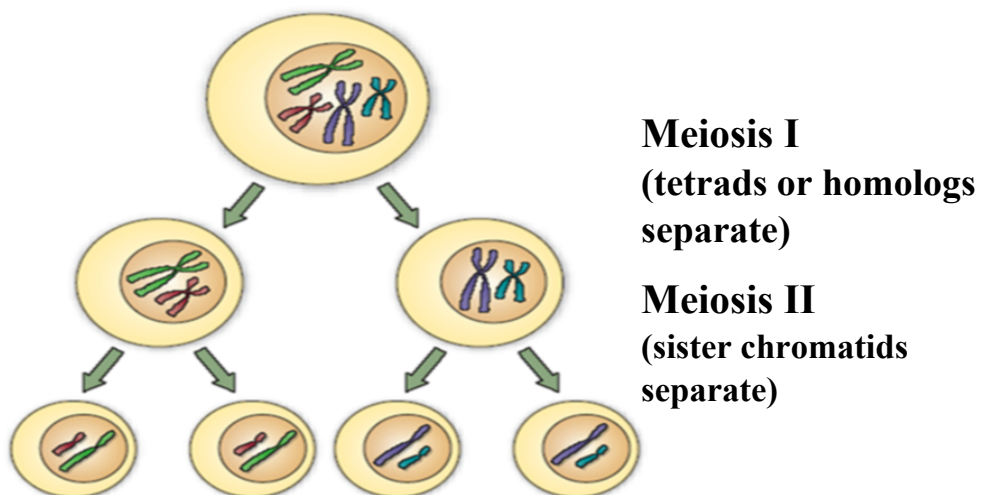 Meiosis I
(tetrads or homologs
separate)
Meiosis II
(sister chromatids
separate)